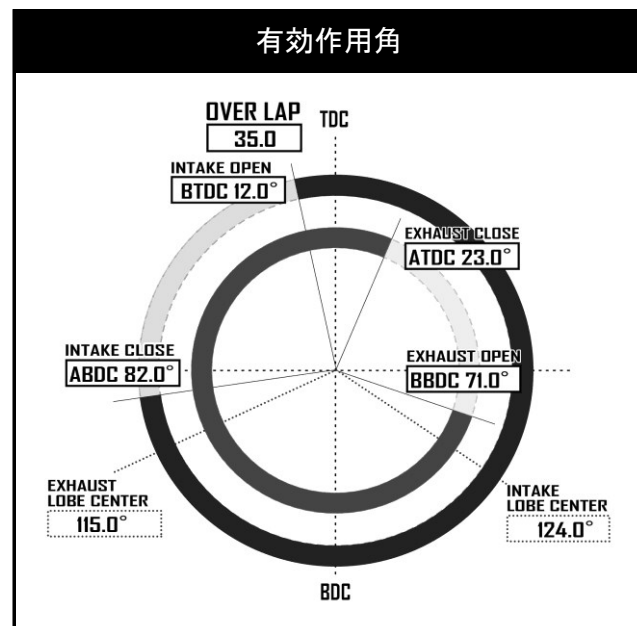 有効作用角
OVER LAP
35.0
TDC
INTAKE OPEN
BTDC 12.0°
EXHAUST CLOSE
ATDC 23.0°
INTAKE CLOSE
ABDC 82.0°
EXHAUST OPEN
BBDC 71.0°
EXHAUST
LOBE CENTER
115.0°
INTAKE
LOBE CENTER
124.0°
BDC